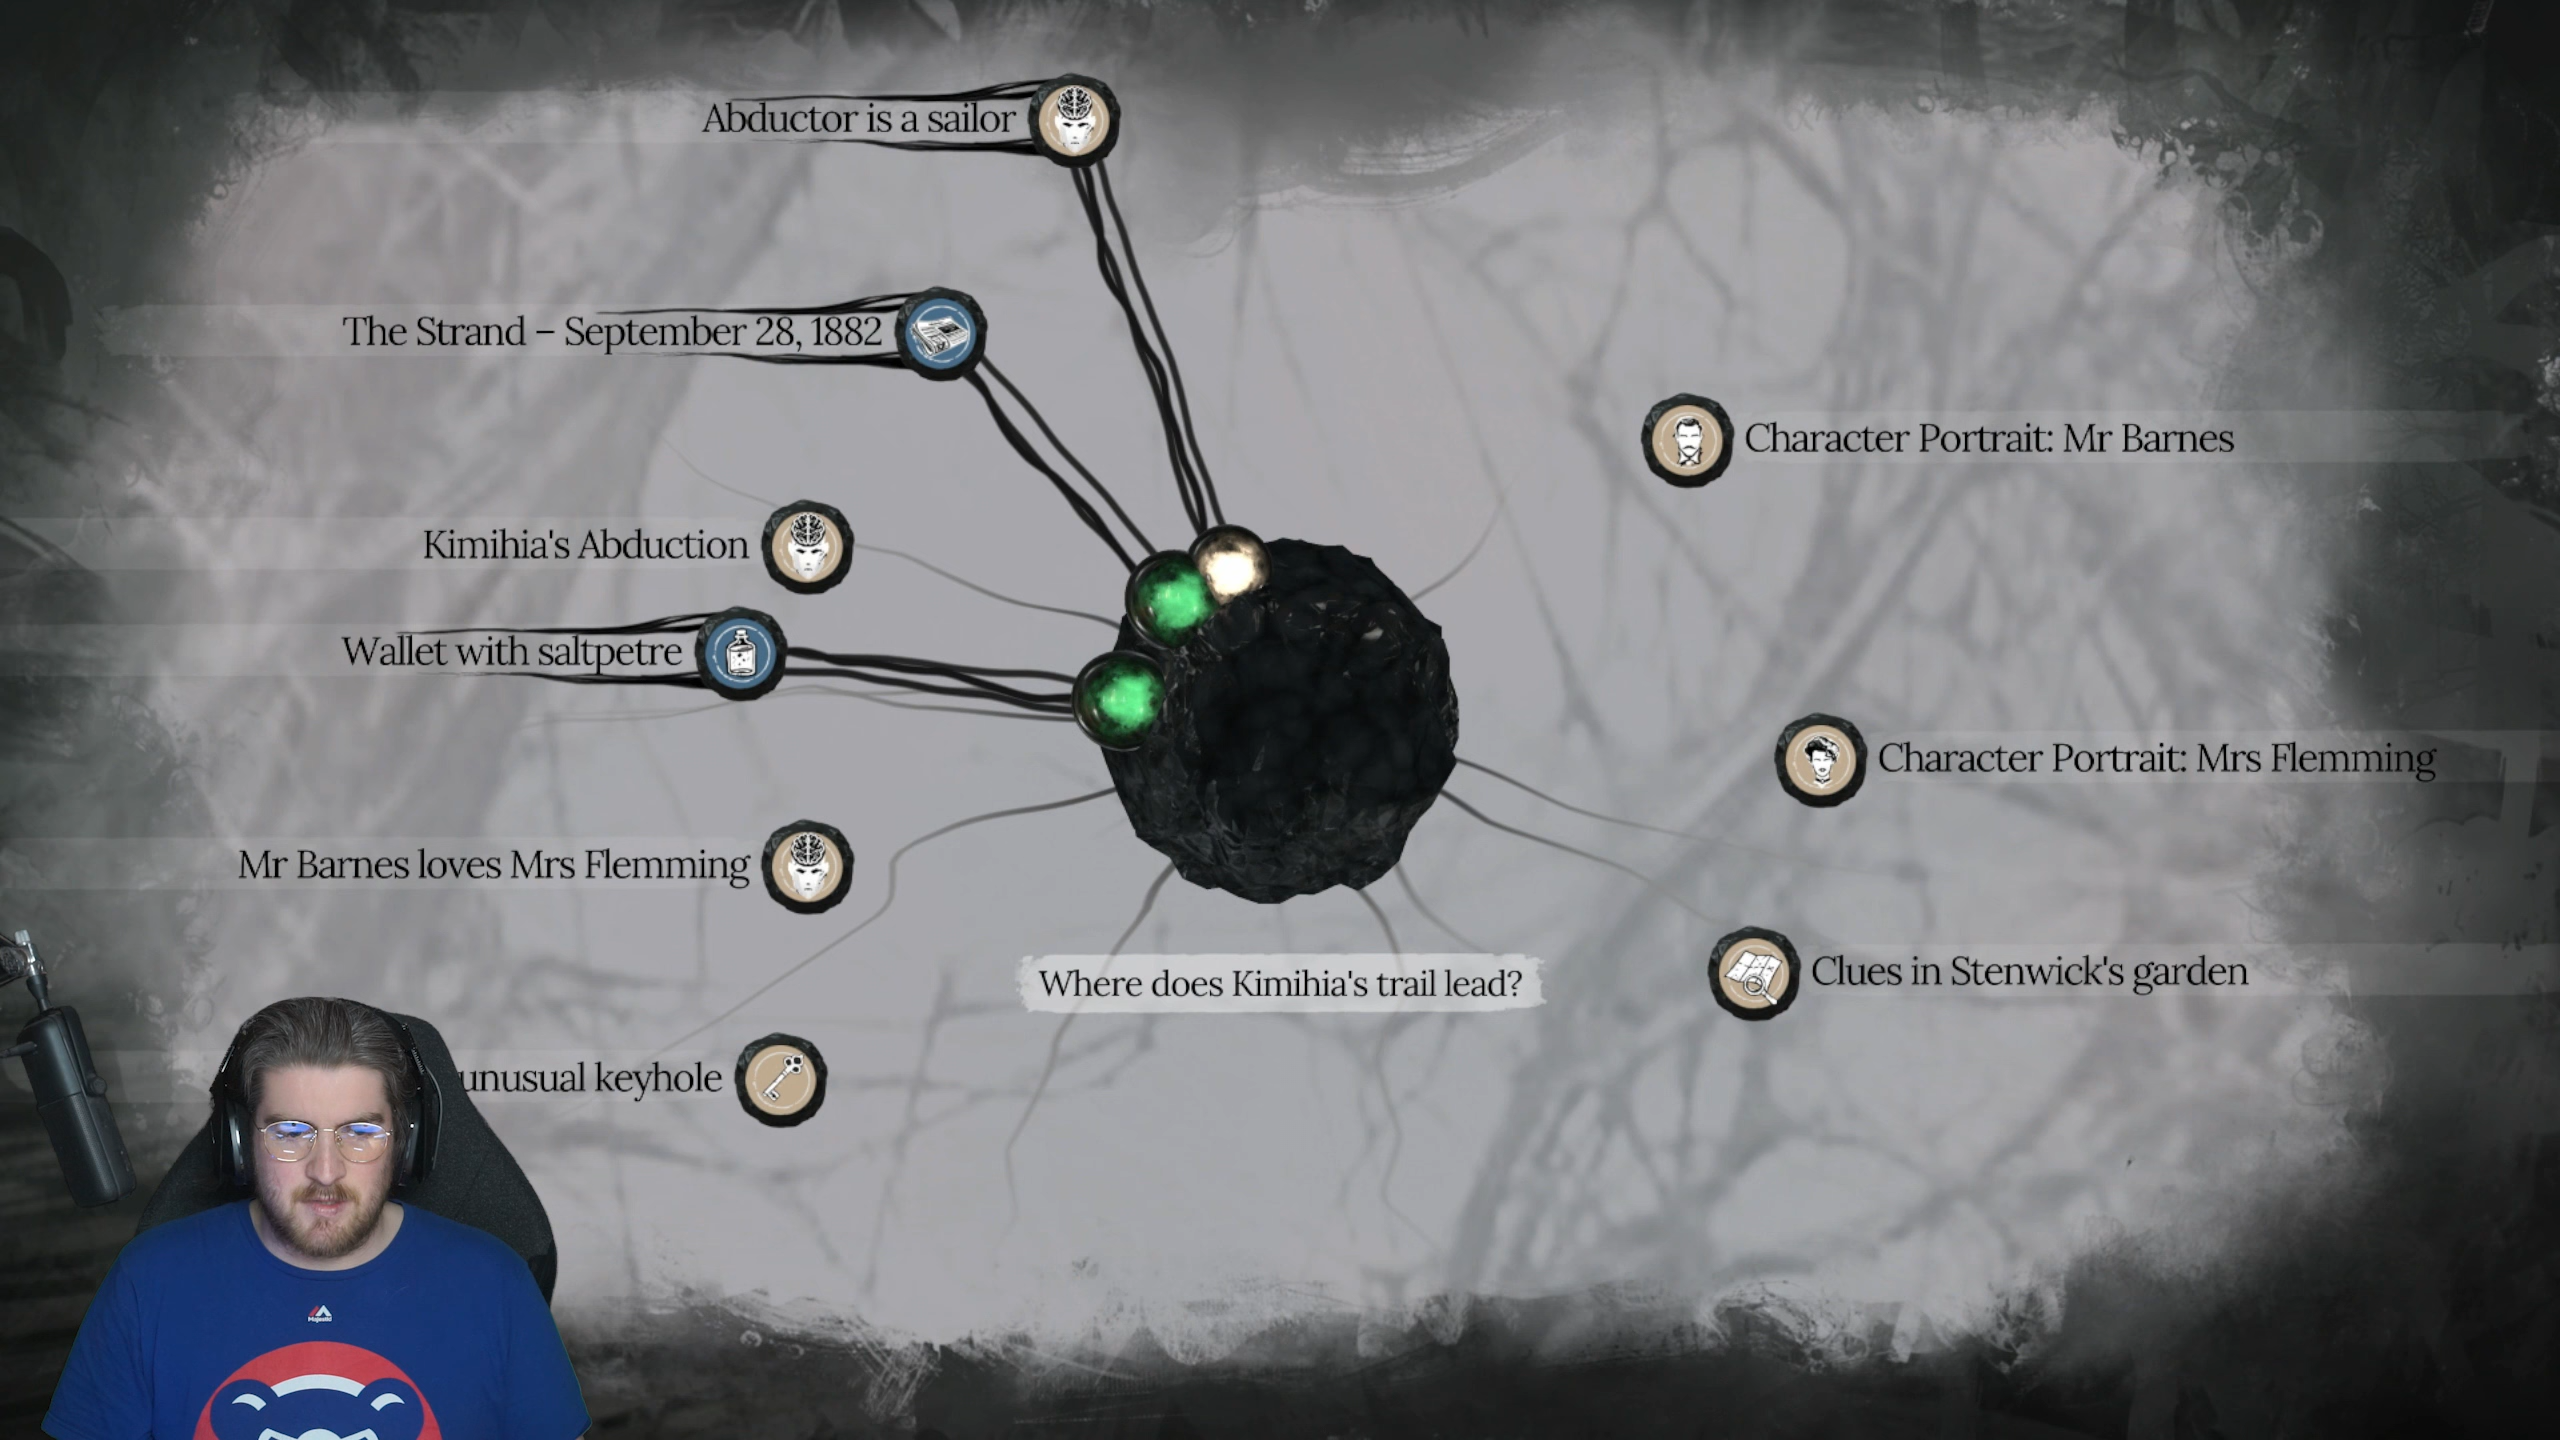 Abductor is a sailor
The Strand – September 28, 1882
Character Portrait: Mr Barnes
Kimihia's Abduction
Wallet with saltpetre
Character Portrait: Mrs Flemming
Mr Barnes loves Mrs Flemming
Clues in Stenwick's garden
Where does Kimihia's trail lead?
unusual keyhole
Majestic